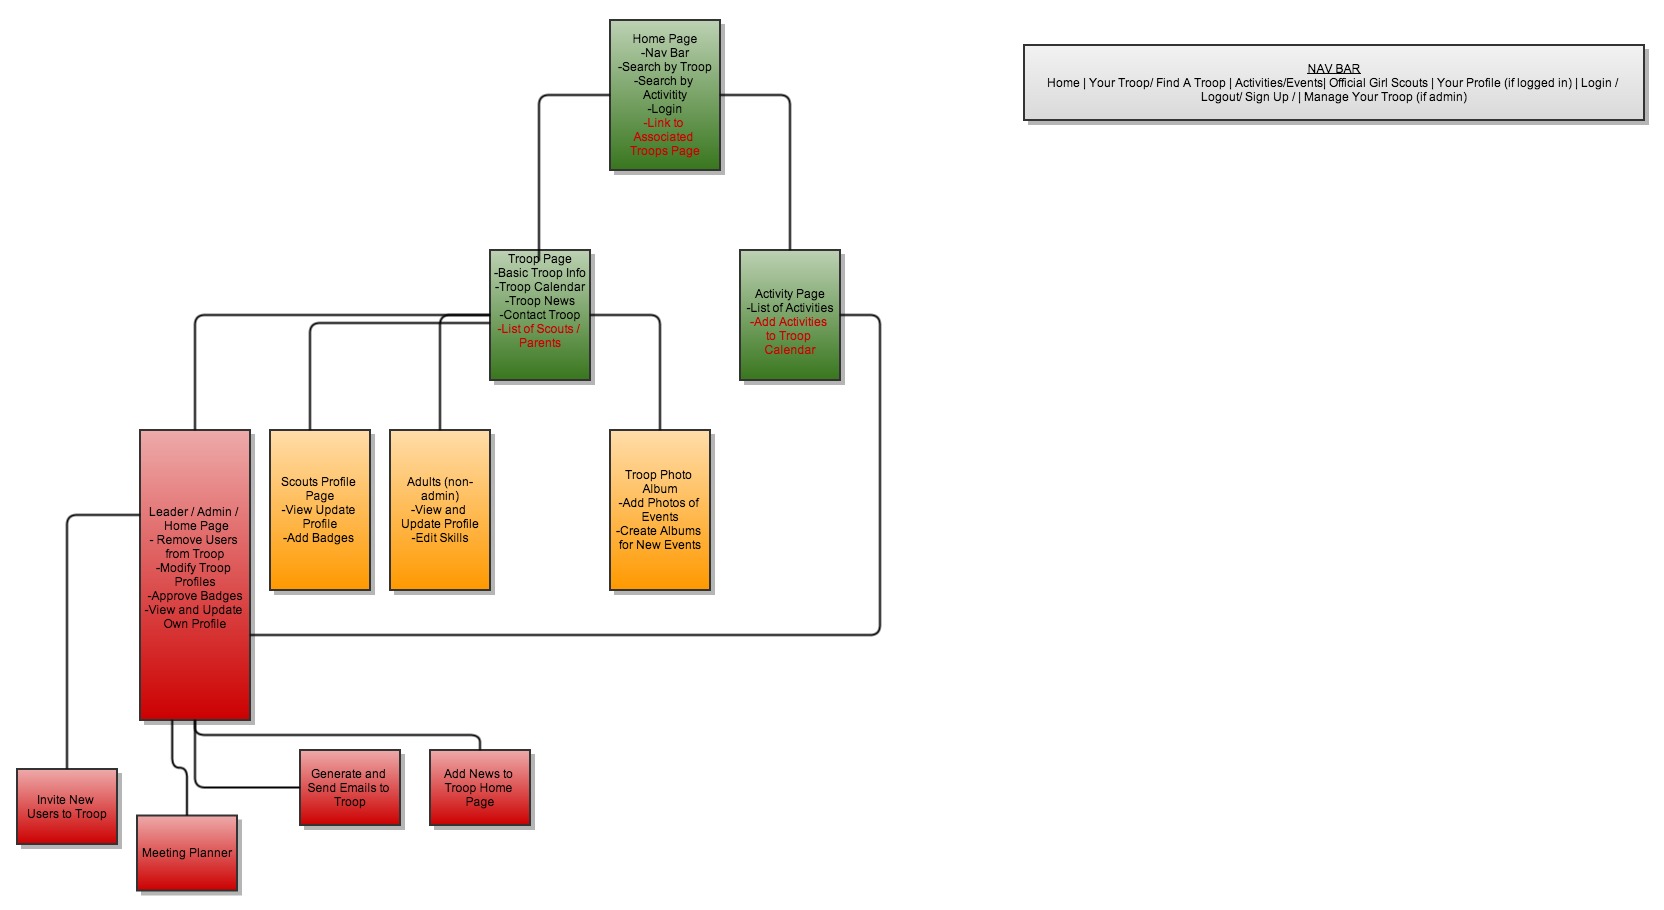 Home Page
-Nav Bar
-Search by Troop
-Search by
Activitity
-Login
-Link to
Associated
Troops Page
NAV BAR
Home | Your Troop/ Find A Troop | Activities/Events| Official Girl Scouts | Your Profile (if logged in) | Login /
Logout/ Sign Up / | Manage Your Troop (if admin)
Troop Page
-Basic Troop Info
-Troop Calendar
-Troop News
-Contact Troop
-List of Scouts /
Parents
Activity Page
-List of Activities
-Add Activities
to Troop
Calendar
Leader / Admin /
Home Page
- Remove Users
from Troop
-Modify Troop
Profiles
-Approve Badges
-View and Update
Own Profile
Scouts Profile
Page
-View Update
Profile
-Add Badges
Adults (non-
admin)
-View and
Update Profile
-Edit Skills
Troop Photo
Album
-Add Photos of
Events
-Create Albums
for New Events
Invite New
Users to Troop
Meeting Planner
Generate and
Send Emails to
Troop
Add News to
Troop Home
Page